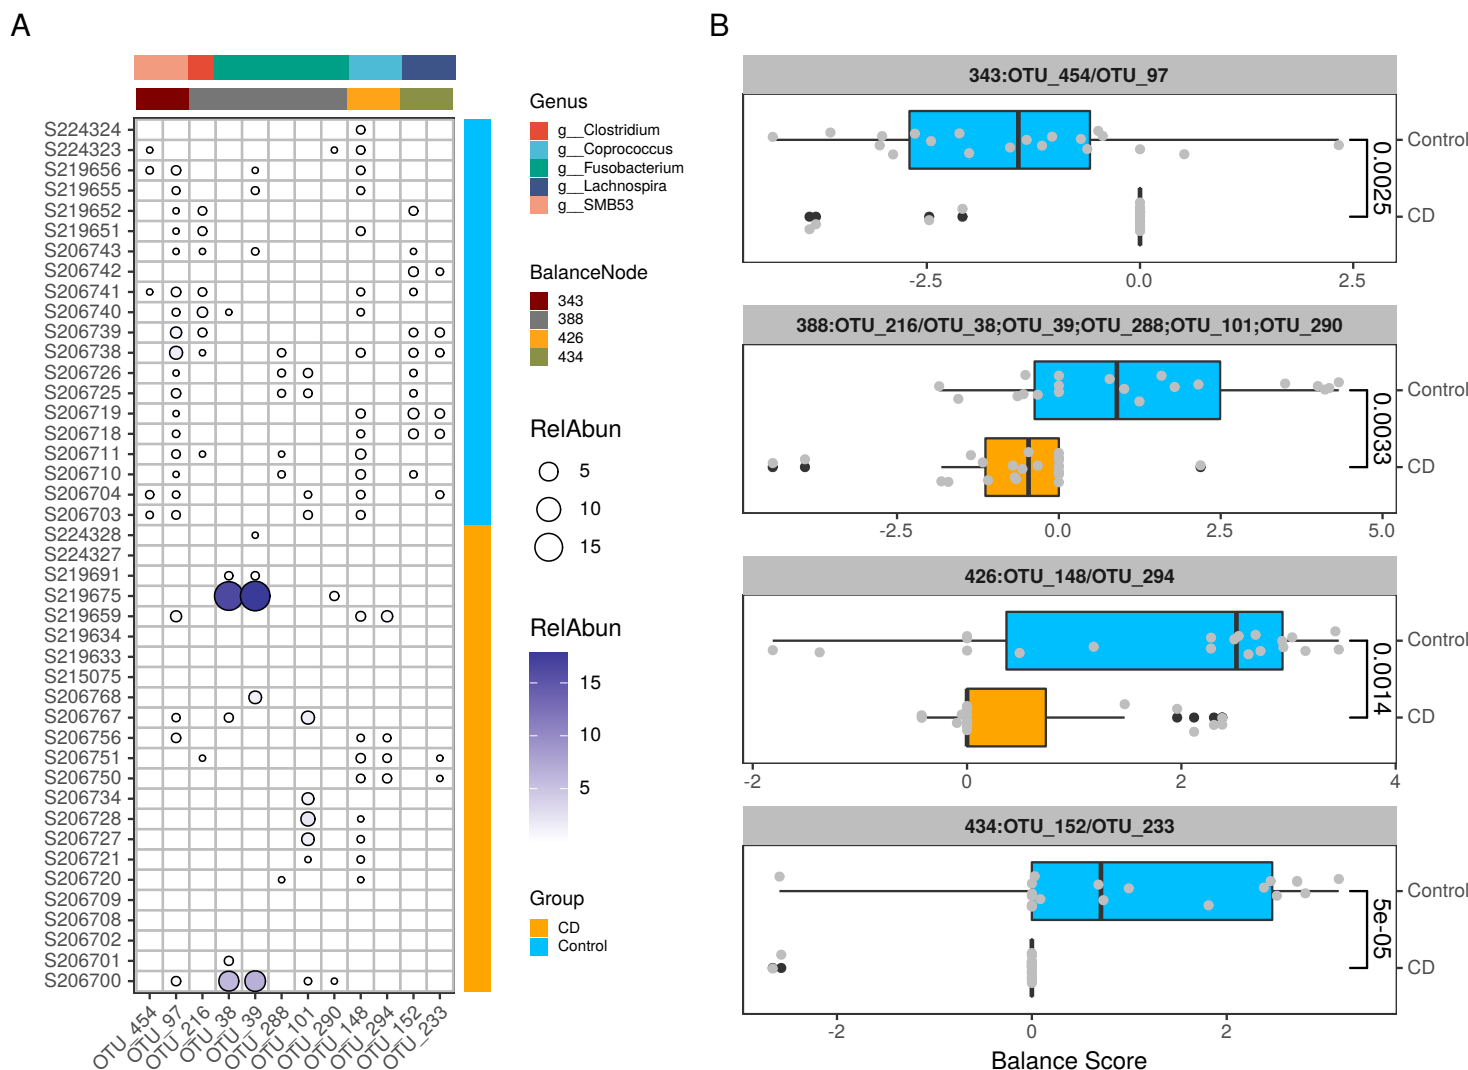 A
B
Genus
g__Clostridium
g__Coprococcus
g__Fusobacterium
g__Lachnospira
g__SMB53
BalanceNode
343
388
426
434
RelAbun
5
10
15
RelAbun
15
10
5
Group
CD
Control
S224324
S224323
S219656
S219655
S219652
S219651
S206743
S206742
S206741
S206740
S206739
S206738
S206726
S206725
S206719
S206718
S206711
S206710
S206704
S206703
S224328
S224327
S219691
S219675
S219659
S219634
S219633
S215075
S206768
S206767
S206756
S206751
S206750
S206734
S206728
S206727
S206721
S206720
S206709
S206708
S206702
S206701
S206700
OTU_454
OTU_97
OTU_216
OTU_38
OTU_39
OTU_288
OTU_101
OTU_290
OTU_148
OTU_294
OTU_152
OTU_233
343:OTU_454/OTU_97
Control
CD
0.0025
-2.5 0.0 2.5
388:OTU_216/OTU_38;OTU_39;OTU_288;OTU_101;OTU_290
Control
CD
0.0033
-2.5 0.0 2.5 5.0
426:OTU_148/OTU_294
Control
CD
0.0014
-2 0 2 4
434:OTU_152/OTU_233
Control
CD
5e-05
-2 0 2
Balance Score